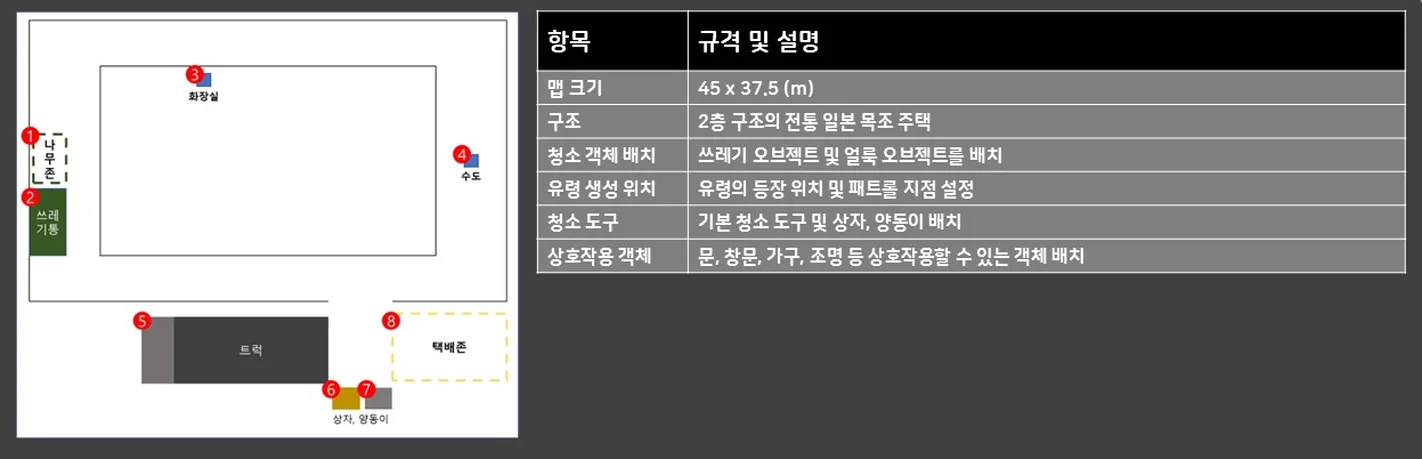 3
화장실
1
나
무
존
2
쓰레
기통
4
수도
5
트럭
8
택배존
6
7
상자, 양동이
항목
규격 및 설명
맵 크기
45 x 37.5 (m)
구조
2층 구조의 전통 일본 목조 주택
청소 객체 배치
쓰레기 오브젝트 및 얼룩 오브젝트를 배치
유령 생성 위치
유령의 등장 위치 및 패트롤 지점 설정
청소 도구
기본 청소 도구 및 상자, 양동이 배치
상호작용 객체
문, 창문, 가구, 조명 등 상호작용할 수 있는 객체 배치